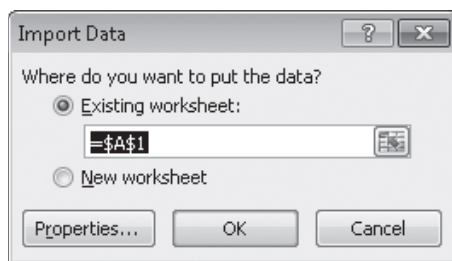 Import Data
Where do you want to put the data?
Existing worksheet:
=$A$1
New worksheet
Properties... OK Cancel